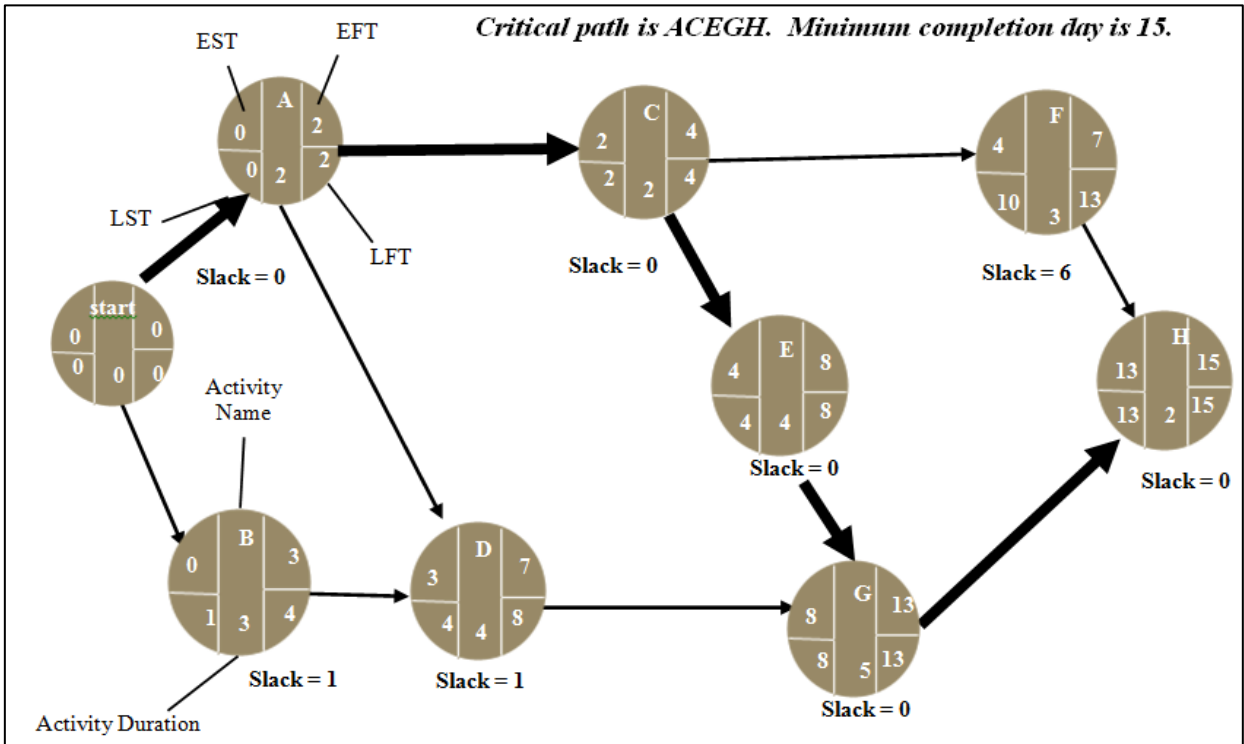 Critical path is ACEGH.  Minimum completion day is 15.
EST
EFT
A
0
2
0
2
2
LST
LFT
Slack = 0
C
2
4
2
2
4
Slack = 0
F
4
7
10
3
13
Slack = 6
start
0
0
0
0
0
E
4
8
4
4
8
Slack = 0
H
13
15
13
2
15
Slack = 0
Activity
Name
B
0
3
1
3
4
Slack = 1
Activity Duration
D
3
7
4
4
8
Slack = 1
G
8
13
8
5
13
Slack = 0